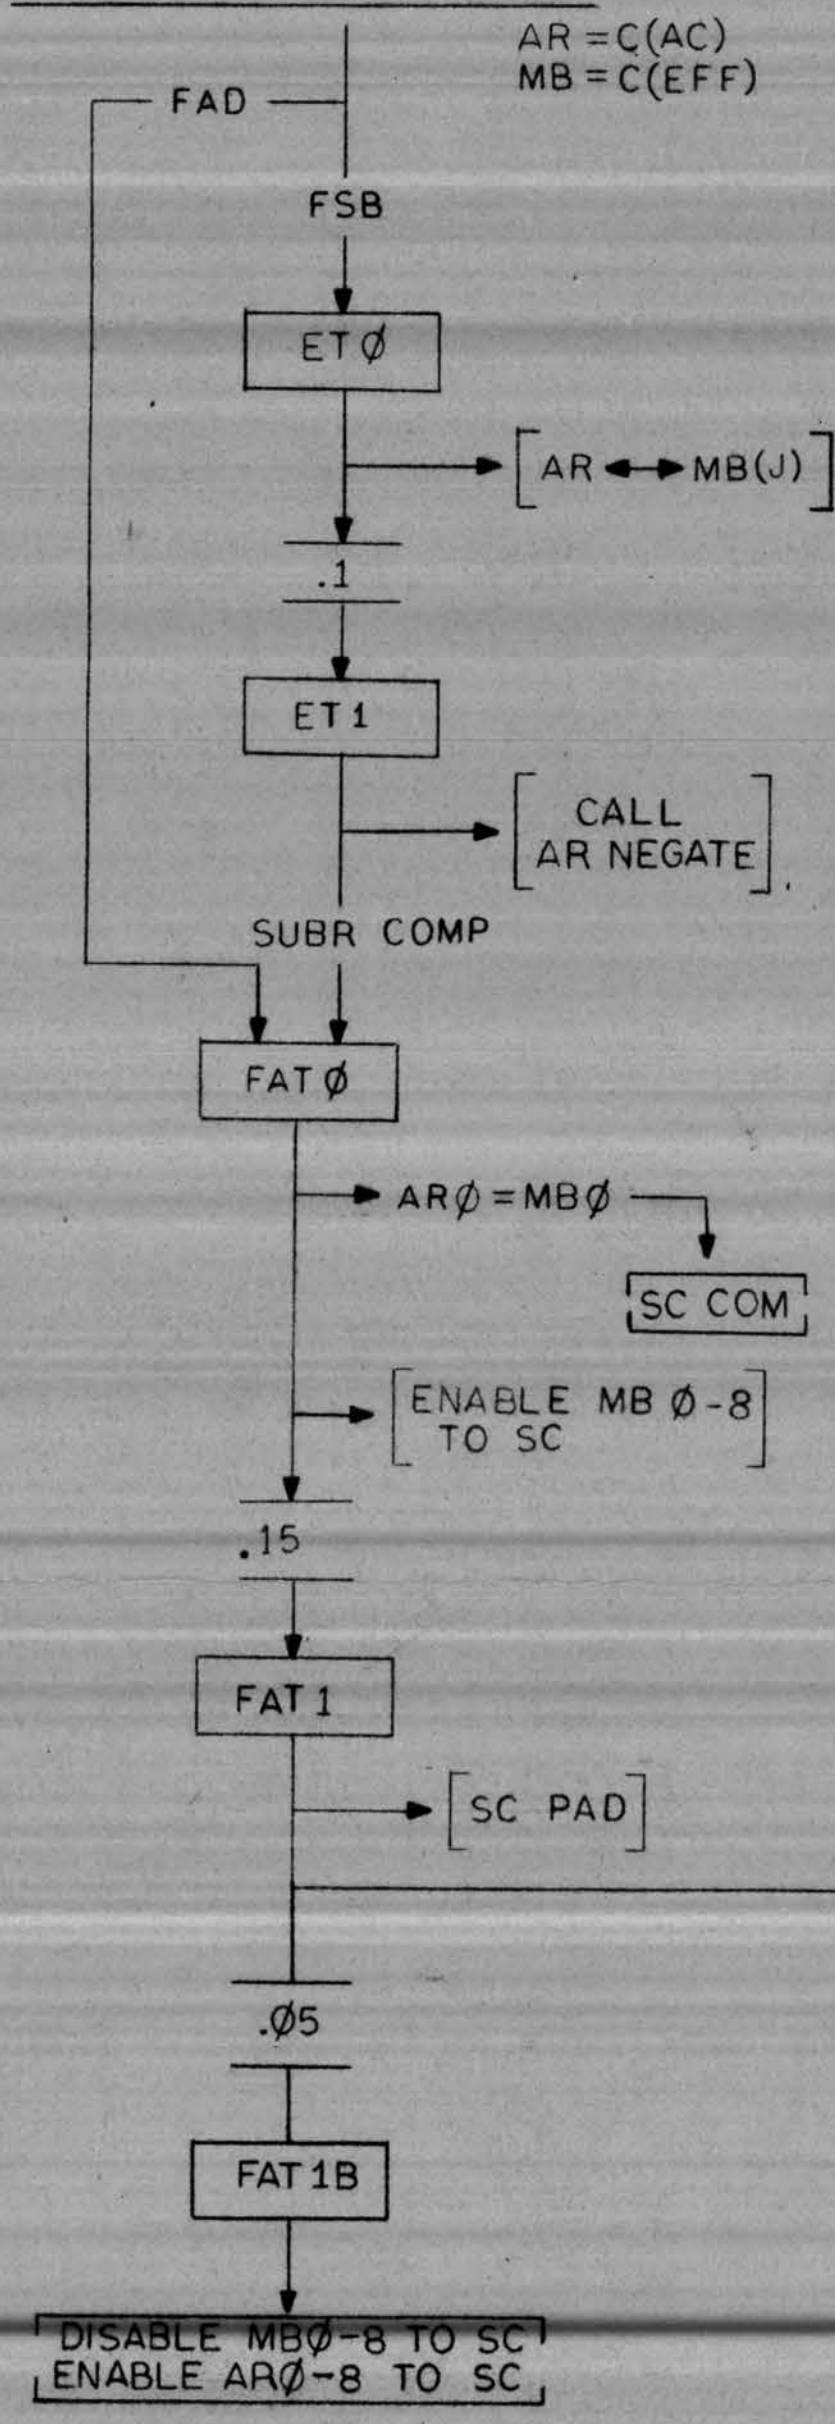 AR = C(AC)
MB = C(EFF)
FAD
FSB
ETØ
AR ↔ MB(J)
.1
ET1
CALL
AR NEGATE
SUBR COMP
FATØ
ARØ = MBØ
SC COM
ENABLE MB Ø-8
TO SC
.15
FAT1
SC PAD
.Ø5
FAT1B
DISABLE MBØ-8 TO SC
ENABLE ARØ-8 TO SC